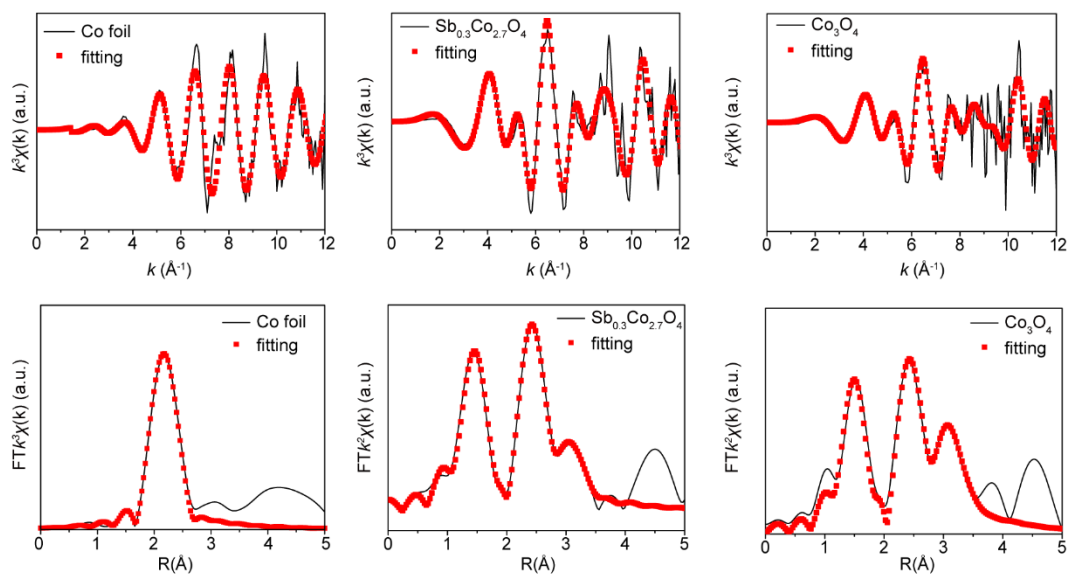 Co foil
fitting
k³χ(k) (a.u.)
0 2 4 6 8 10 12
k (Å⁻¹)
Sb₀.₃Co₂.₇O₄
fitting
k³χ(k) (a.u.)
0 2 4 6 8 10 12
k (Å⁻¹)
Co₃O₄
fitting
k³χ(k) (a.u.)
0 2 4 6 8 10 12
k (Å⁻¹)
Co foil
fitting
FTk²χ(k) (a.u.)
0 1 2 3 4 5
R(Å)
Sb₀.₃Co₂.₇O₄
fitting
FTk²χ(k) (a.u.)
0 1 2 3 4 5
R(Å)
Co₃O₄
fitting
FTk²χ(k) (a.u.)
0 1 2 3 4 5
R(Å)